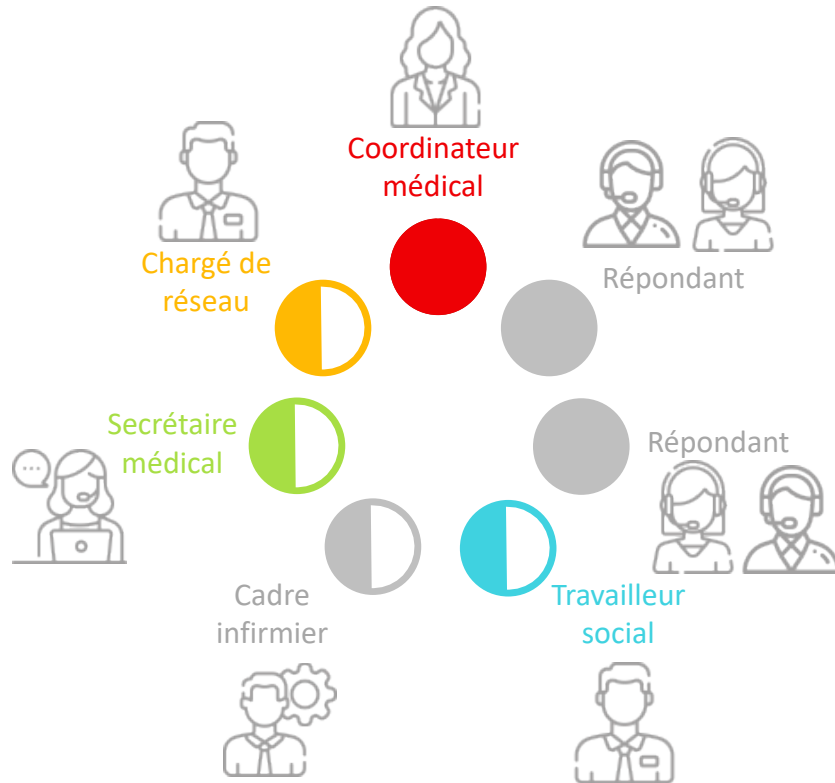 Coordinateur
médical
Chargé de
réseau
Répondant
Secrétaire
médical
Répondant
Cadre
infirmier
Travailleur
social